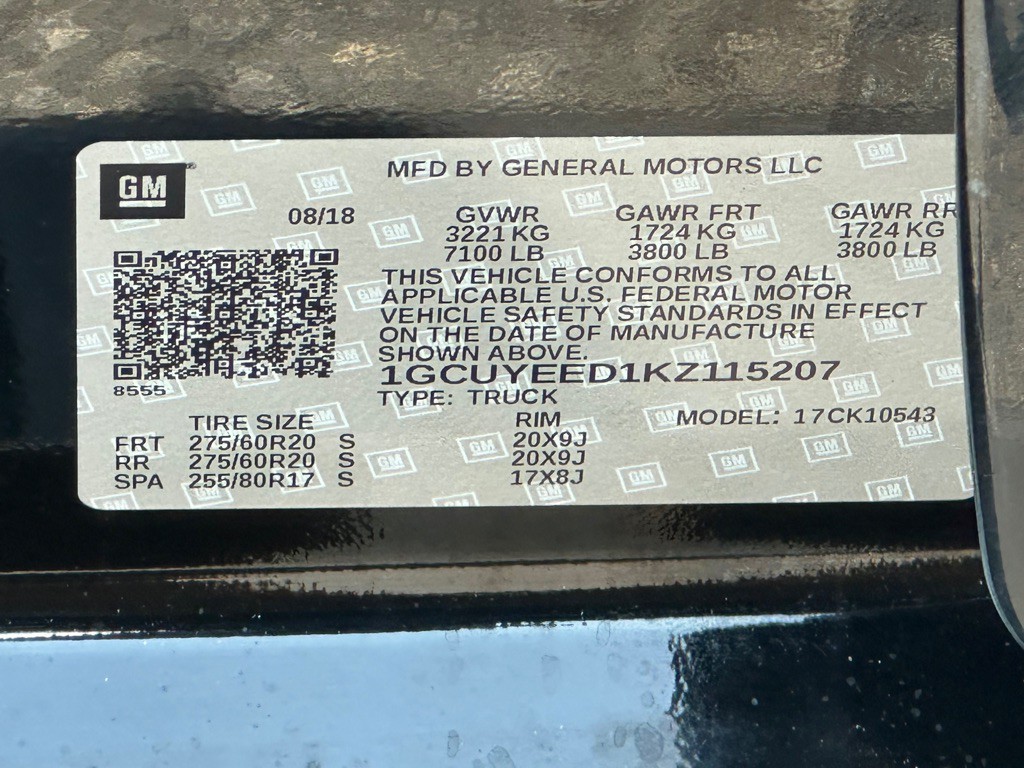 GM
MFD BY GENERAL MOTORS LLC
08/18 GVWR GAWR FRT GAWR RR
3221 KG 1724 KG 1724 KG
7100 LB 3800 LB 3800 LB
THIS VEHICLE CONFORMS TO ALL
APPLICABLE U.S. FEDERAL MOTOR
VEHICLE SAFETY STANDARDS IN EFFECT
ON THE DATE OF MANUFACTURE
SHOWN ABOVE.
1GCUYEED1KZ115207
8555
TYPE: TRUCK
TIRE SIZE RIM MODEL: 17CK10543
FRT 275/60R20 S 20X9J
RR 275/60R20 S 20X9J
SPA 255/80R17 S 17X8J